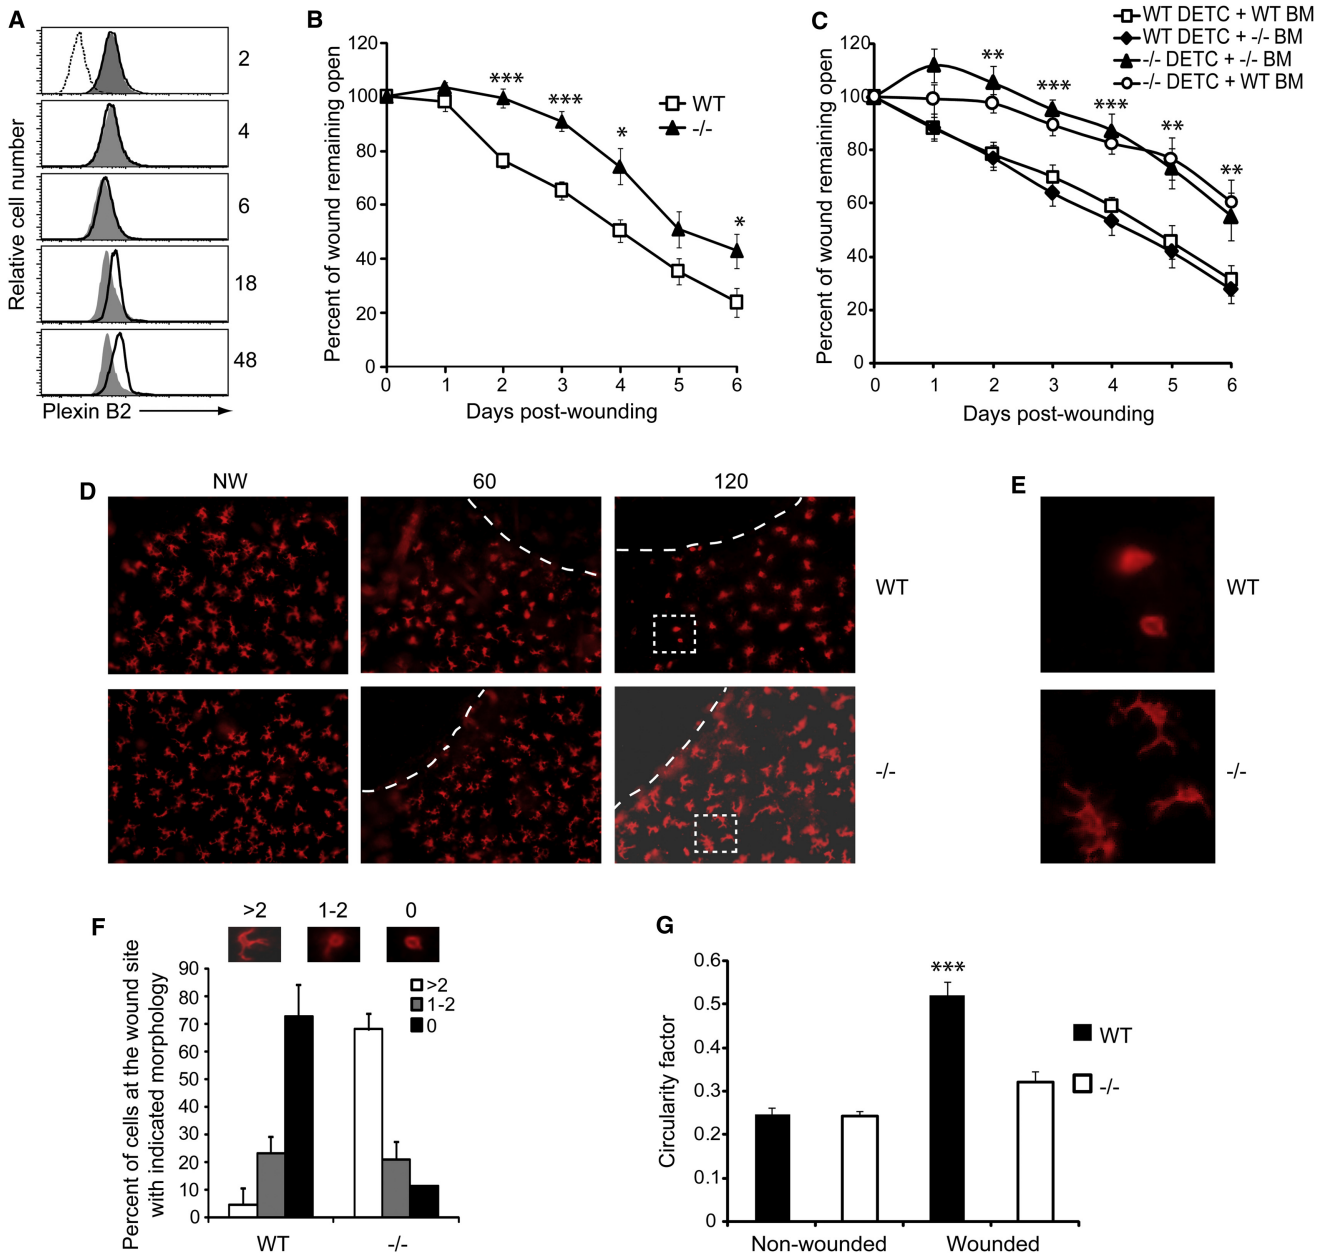 A
2
4
6
18
48
Relative cell number
Plexin B2
B
120
100
80
60
40
20
0
0 1 2 3 4 5 6
Percent of wound remaining open
Days post-wounding
***
***
*
*
WT
-/-
C
WT DETC + WT BM
WT DETC + -/- BM
-/- DETC + -/- BM
-/- DETC + WT BM
120
100
80
60
40
20
0
0 1 2 3 4 5 6
Percent of wound remaining open
Days post-wounding
**
***
***
**
**
D
NW 60 120
WT
-/-
E
WT
-/-
F
>2 1-2 0
90
80
70
60
50
40
30
20
10
0
Percent of cells at the wound site
with indicated morphology
>2
1-2
0
WT -/-
G
0.6
0.5
0.4
0.3
0.2
0.1
0
Circularity factor
***
WT
-/-
Non-wounded Wounded